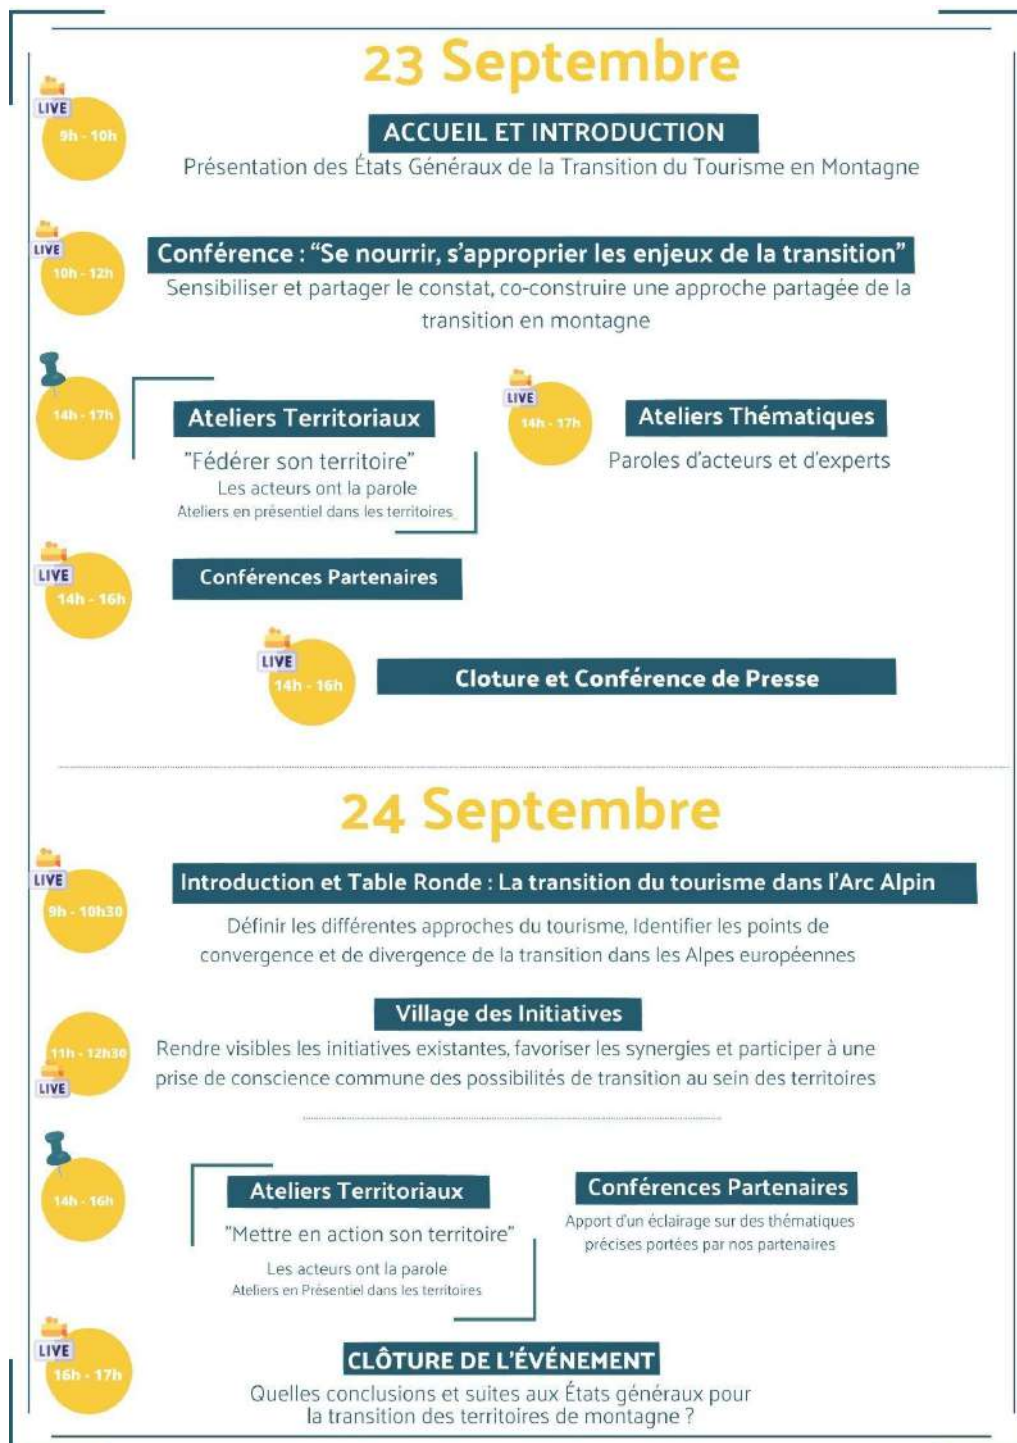 23 Septembre
LIVE
9h - 10h
ACCUEIL ET INTRODUCTION
Présentation des États Généraux de la Transition du Tourisme en Montagne
LIVE
10h - 12h
Conférence : “Se nourrir, s’approprier les enjeux de la transition”
Sensibiliser et partager le constat, co-construire une approche partagée de la
transition en montagne
14h - 17h
Ateliers Territoriaux
"Fédérer son territoire"
Les acteurs ont la parole
Ateliers en présentiel dans les territoires
LIVE
14h - 17h
Ateliers Thématiques
Paroles d’acteurs et d’experts
LIVE
14h - 16h
Conférences Partenaires
LIVE
14h - 16h
Cloture et Conférence de Presse
24 Septembre
LIVE
9h - 10h30
Introduction et Table Ronde : La transition du tourisme dans l’Arc Alpin
Définir les différentes approches du tourisme, Identifier les points de
convergence et de divergence de la transition dans les Alpes européennes
11h - 12h30
LIVE
Village des Initiatives
Rendre visibles les initiatives existantes, favoriser les synergies et participer à une
prise de conscience commune des possibilités de transition au sein des territoires
14h - 16h
Ateliers Territoriaux
"Mettre en action son territoire"
Les acteurs ont la parole
Ateliers en Présentiel dans les territoires
Conférences Partenaires
Apport d’un éclairage sur des thématiques
précises portées par nos partenaires
LIVE
16h - 17h
CLÔTURE DE L’ÉVÉNEMENT
Quelles conclusions et suites aux États généraux pour
la transition des territoires de montagne ?